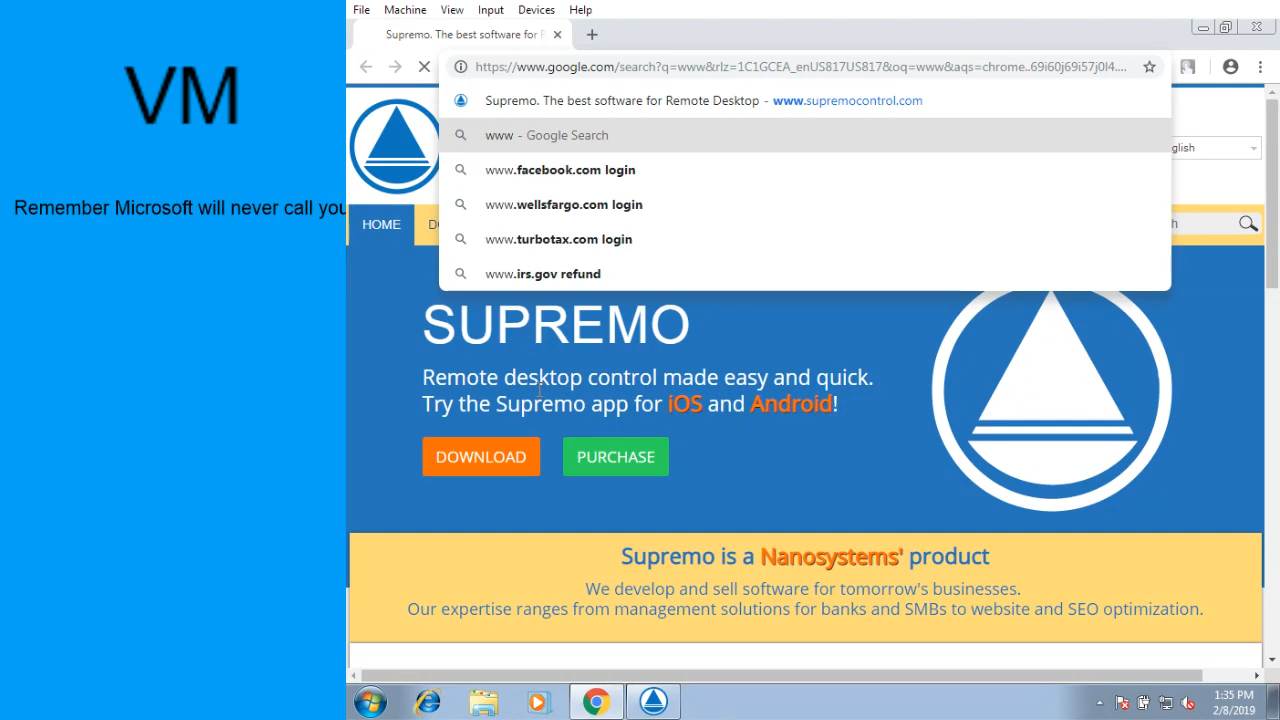 File Machine View Input Devices Help
VM
Remember Microsoft will never call you
Supremo. The best software for
https://www.google.com/search?q=www&rlz=1C1GCEA_enUS817US817&oq=www&aqs=chrome..69i60j69i57j0l4....
Supremo. The best software for Remote Desktop - www.supremocontrol.com
www - Google Search
www.facebook.com login
www.wellsfargo.com login
www.turbotax.com login
www.irs.gov refund
glish
HOME D h
SUPREMO
Remote desktop control made easy and quick.
Try the Supremo app for iOS and Android!
DOWNLOAD PURCHASE
Supremo is a Nanosystems' product
We develop and sell software for tomorrow's businesses.
Our expertise ranges from management solutions for banks and SMBs to website and SEO optimization.
1:35 PM
2/8/2019